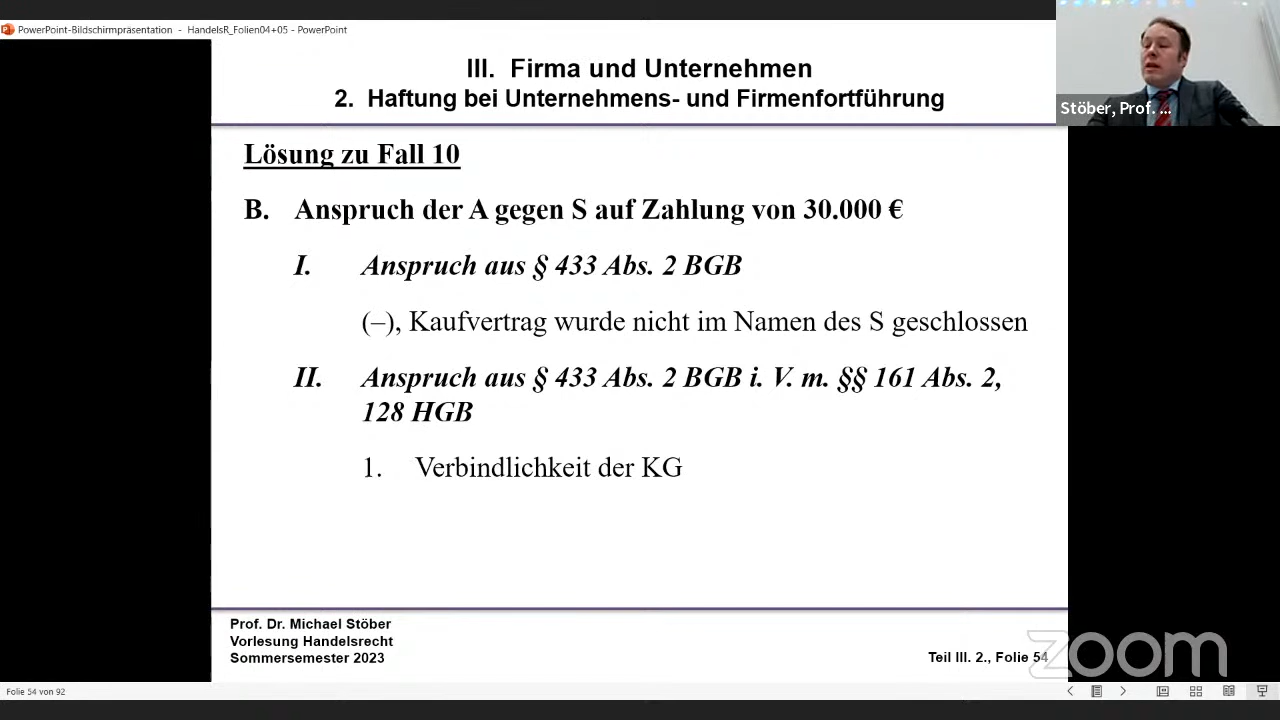 PowerPoint-Bildschirmpräsentation - HandelsR_Folien04+05 - PowerPoint
Stöber, Prof. ...
III. Firma und Unternehmen
2. Haftung bei Unternehmens- und Firmenfortführung
Lösung zu Fall 10
B. Anspruch der A gegen S auf Zahlung von 30.000 €
I. Anspruch aus § 433 Abs. 2 BGB
(–), Kaufvertrag wurde nicht im Namen des S geschlossen
II. Anspruch aus § 433 Abs. 2 BGB i. V. m. §§ 161 Abs. 2,
128 HGB
1. Verbindlichkeit der KG
Prof. Dr. Michael Stöber
Vorlesung Handelsrecht
Sommersemester 2023
Teil III. 2., Folie 54
zoom
Folie 54 von 92